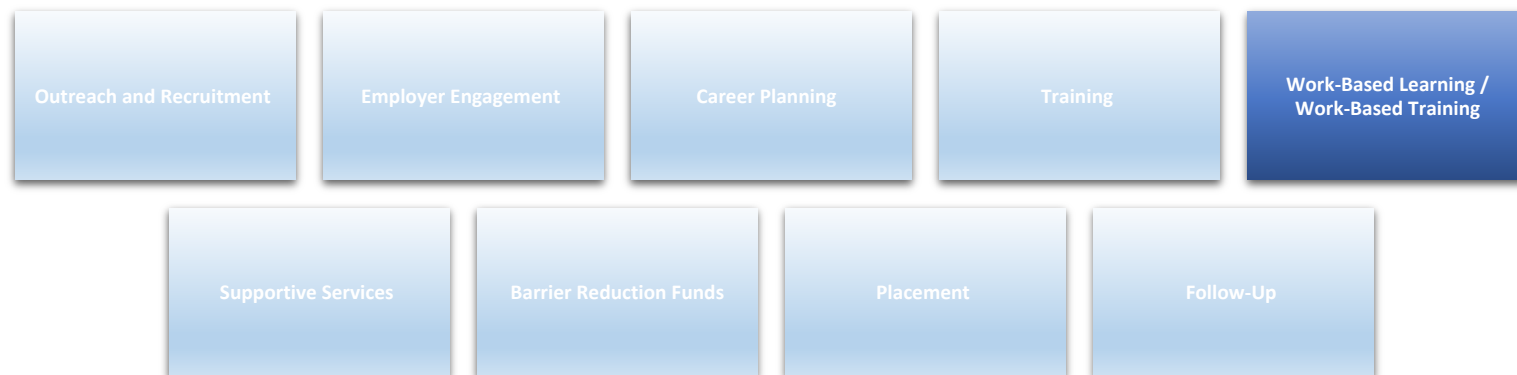 Outreach and Recruitment
Employer Engagement
Career Planning
Training
Work-Based Learning /
Work-Based Training
Supportive Services
Barrier Reduction Funds
Placement
Follow-Up